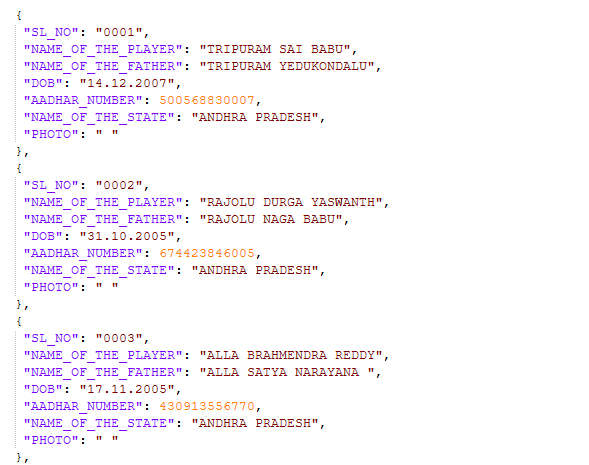 {
"SL_NO": "0001",
"NAME_OF_THE_PLAYER": "TRIPURAM SAI BABU",
"NAME_OF_THE_FATHER": "TRIPURAM YEDUKONDALU",
"DOB": "14.12.2007",
"AADHAR_NUMBER": 500568830007,
"NAME_OF_THE_STATE": "ANDHRA PRADESH",
"PHOTO": " "
},
{
"SL_NO": "0002",
"NAME_OF_THE_PLAYER": "RAJOLU DURGA YASWANTH",
"NAME_OF_THE_FATHER": "RAJOLU NAGA BABU",
"DOB": "31.10.2005",
"AADHAR_NUMBER": 674423846005,
"NAME_OF_THE_STATE": "ANDHRA PRADESH",
"PHOTO": " "
},
{
"SL_NO": "0003",
"NAME_OF_THE_PLAYER": "ALLA BRAHMENDRA REDDY",
"NAME_OF_THE_FATHER": "ALLA SATYA NARAYANA ",
"DOB": "17.11.2005",
"AADHAR_NUMBER": 430913556770,
"NAME_OF_THE_STATE": "ANDHRA PRADESH",
"PHOTO": " "
},